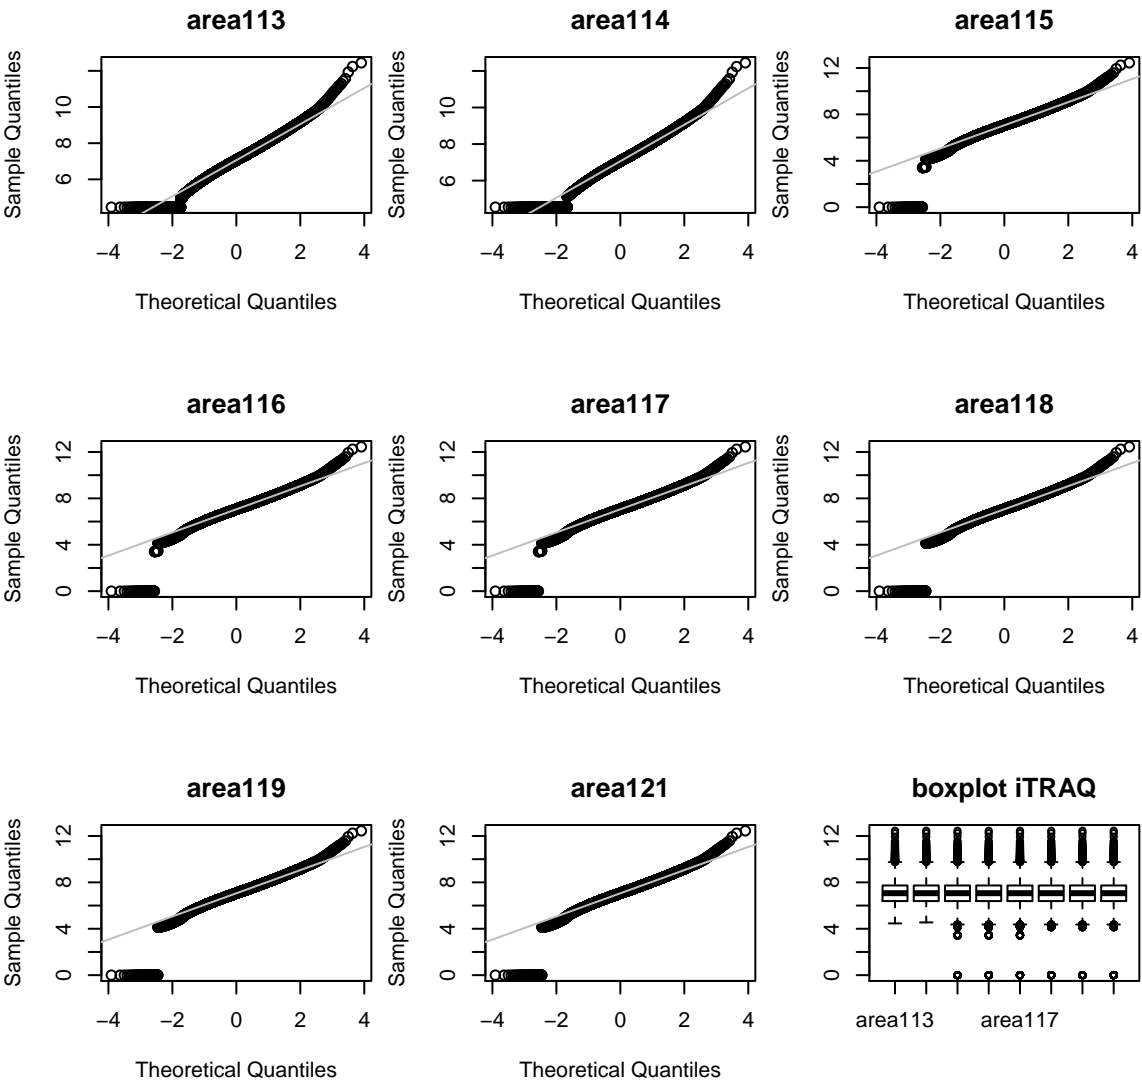 area113 area114 area115
Sample Quantiles Sample Quantiles Sample Quantiles
6 8 10 6 8 10 0 4 8 12
−4 −2 0 2 4 −4 −2 0 2 4 −4 −2 0 2 4
Theoretical Quantiles Theoretical Quantiles Theoretical Quantiles
area116 area117 area118
Sample Quantiles Sample Quantiles Sample Quantiles
0 4 8 12 0 4 8 12 0 4 8 12
−4 −2 0 2 4 −4 −2 0 2 4 −4 −2 0 2 4
Theoretical Quantiles Theoretical Quantiles Theoretical Quantiles
area119 area121 boxplot iTRAQ
Sample Quantiles Sample Quantiles
0 4 8 12 0 4 8 12 0 4 8 12
−4 −2 0 2 4 −4 −2 0 2 4 area113 area117
Theoretical Quantiles Theoretical Quantiles